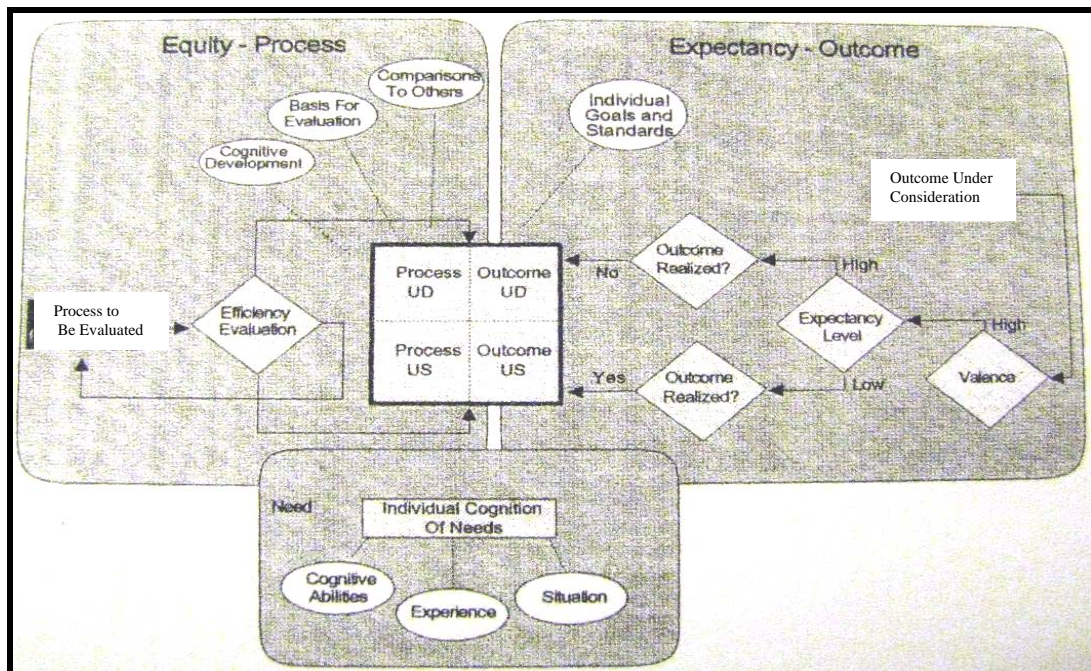 Equity - Process
Expectancy - Outcome
Comparisons
To Others
Basis For
Evaluation
Cognitive
Development
Individual
Goals and
Standards
Outcome Under
Consideration
Process to
Be Evaluated
Efficiency
Evaluation
Process
UD
Outcome
UD
Process
US
Outcome
US
No
Outcome
Realized?
High
Expectancy
Level
High
Valence
Yes
Outcome
Realized?
Low
Need
Individual Cognition
Of Needs
Cognitive
Abilities
Experience
Situation